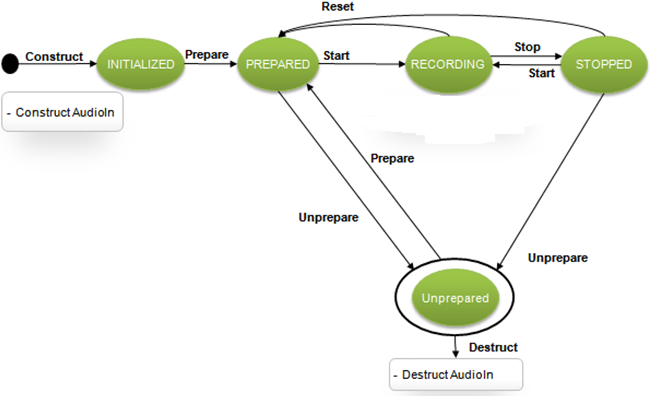 Reset
Construct
INITIALIZED
Prepare
PREPARED
Start
RECORDING
Stop
Start
STOPPED
- Construct AudioIn
Prepare
Unprepare
Unprepare
Unprepared
Destruct
- Destruct AudioIn